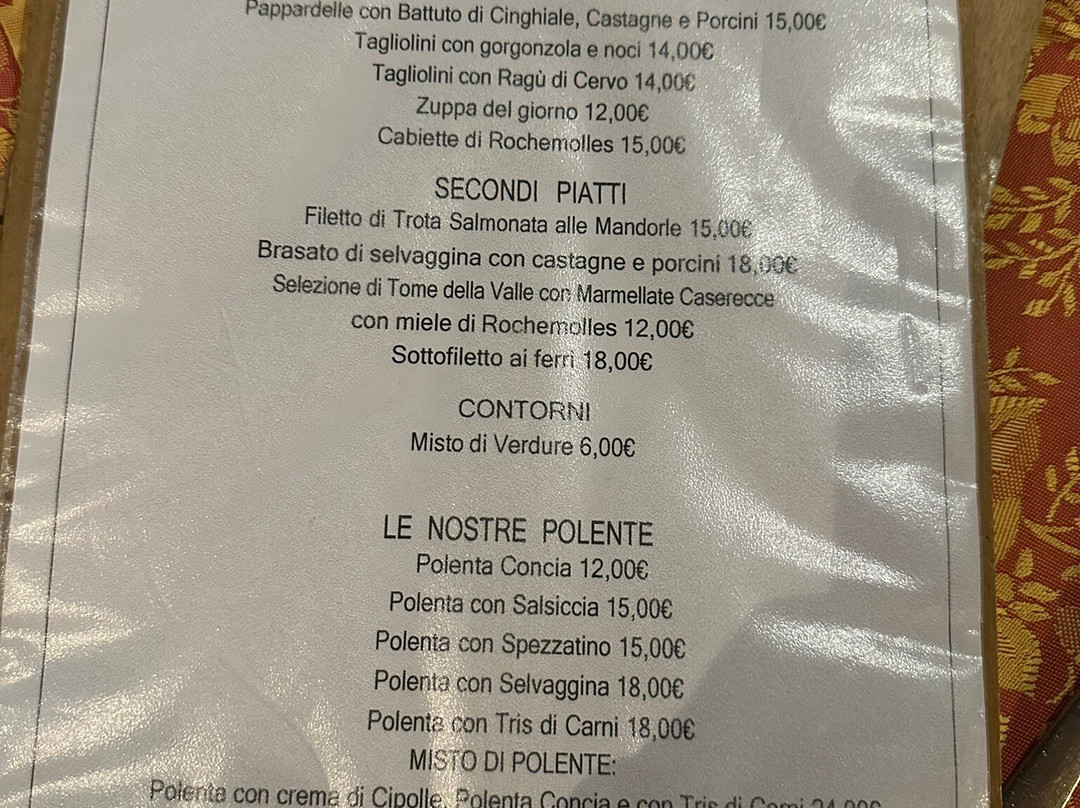 Pappardelle con Battuto di Cinghiale, Castagne e Porcini 15,00€
Tagliolini con gorgonzola e noci 14,00€
Tagliolini con Ragù di Cervo 14,00€
Zuppa del giorno 12,00€
Cabiette di Rochemolles 15,00€
SECONDI PIATTI
Filetto di Trota Salmonata alle Mandorle 15,00€
Brasato di selvaggina con castagne e porcini 18,00€
Selezione di Tome della Valle con Marmellate Caserecce
con miele di Rochemolles 12,00€
Sottofiletto ai ferri 18,00€
CONTORNI
Misto di Verdure 6,00€
LE NOSTRE POLENTE
Polenta Concia 12,00€
Polenta con Salsiccia 15,00€
Polenta con Spezzatino 15,00€
Polenta con Selvaggina 18,00€
Polenta con Tris di Carni 18,00€
MISTO DI POLENTE:
Polenta con crema di Cipolle, Polenta Concia e con Tris di Carni